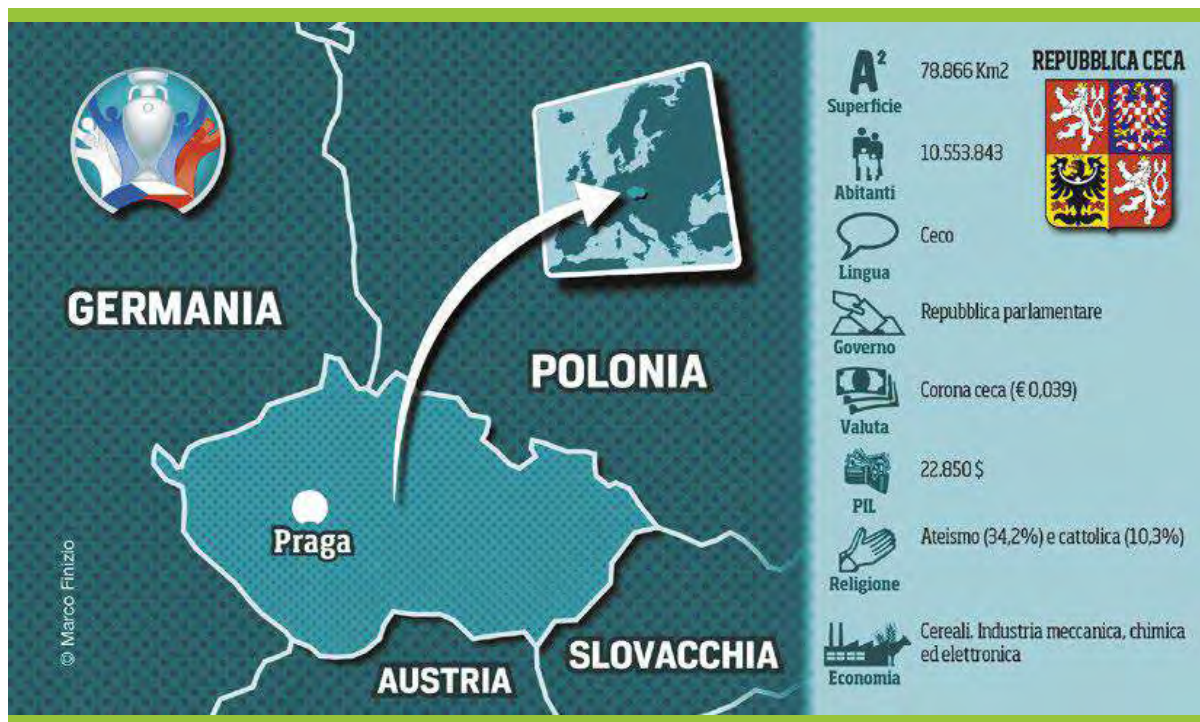 GERMANIA
POLONIA
Praga
SLOVACCHIA
AUSTRIA
© Marco Finizio
REPUBBLICA CECA
A²
Superficie
78.866 Km2
Abitanti
10.553.843
Lingua
Ceco
Governo
Repubblica parlamentare
Valuta
Corona ceca (€ 0,039)
PIL
22.850 $
Religione
Ateismo (34,2%) e cattolica (10,3%)
Economia
Cereali. Industria meccanica, chimica
ed elettronica